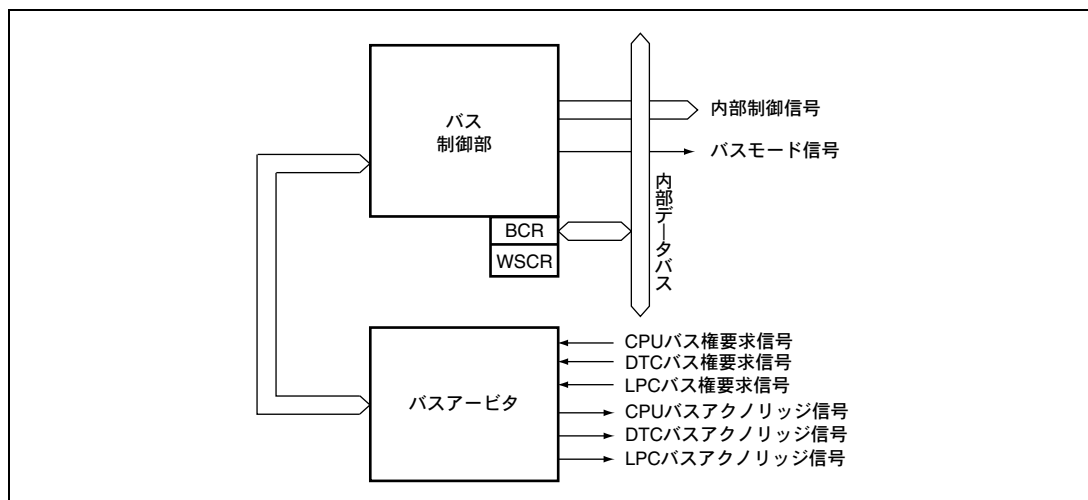 バス
制御部
内部制御信号
バスモード信号
内部データバス
BCR
WSCR
バスアービタ
CPUバス権要求信号
DTCバス権要求信号
LPCバス権要求信号
CPUバスアクノリッジ信号
DTCバスアクノリッジ信号
LPCバスアクノリッジ信号